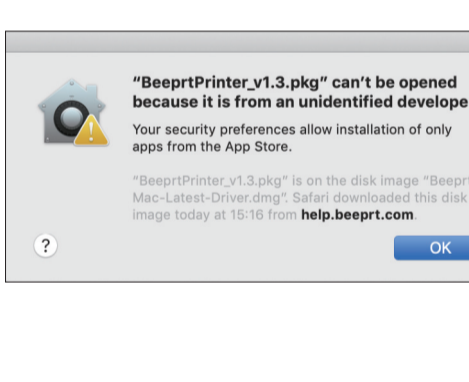 “BeeprtPrinter_v1.3.pkg” can’t be opened
because it is from an unidentified develope
Your security preferences allow installation of only
apps from the App Store.
“BeeprtPrinter_v1.3.pkg” is on the disk image “Beepr
Mac-Latest-Driver.dmg”. Safari downloaded this disk
image today at 15:16 from help.beeprt.com.
?
OK